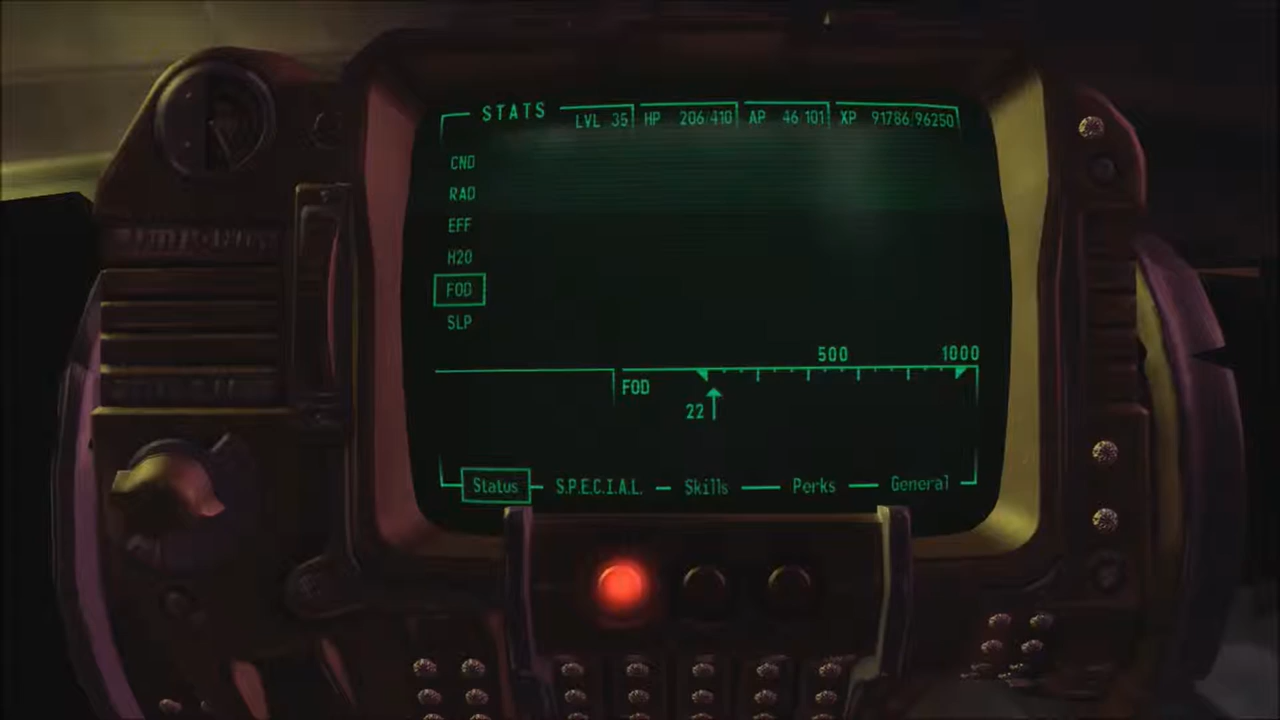 STATS LVL 35 HP 206/410 AP 46/101 XP 91786/96250
CND
RAD
EFF
H2O
FOD
SLP
500 1000
FOD
22
Status S.P.E.C.I.A.L. Skills Perks General